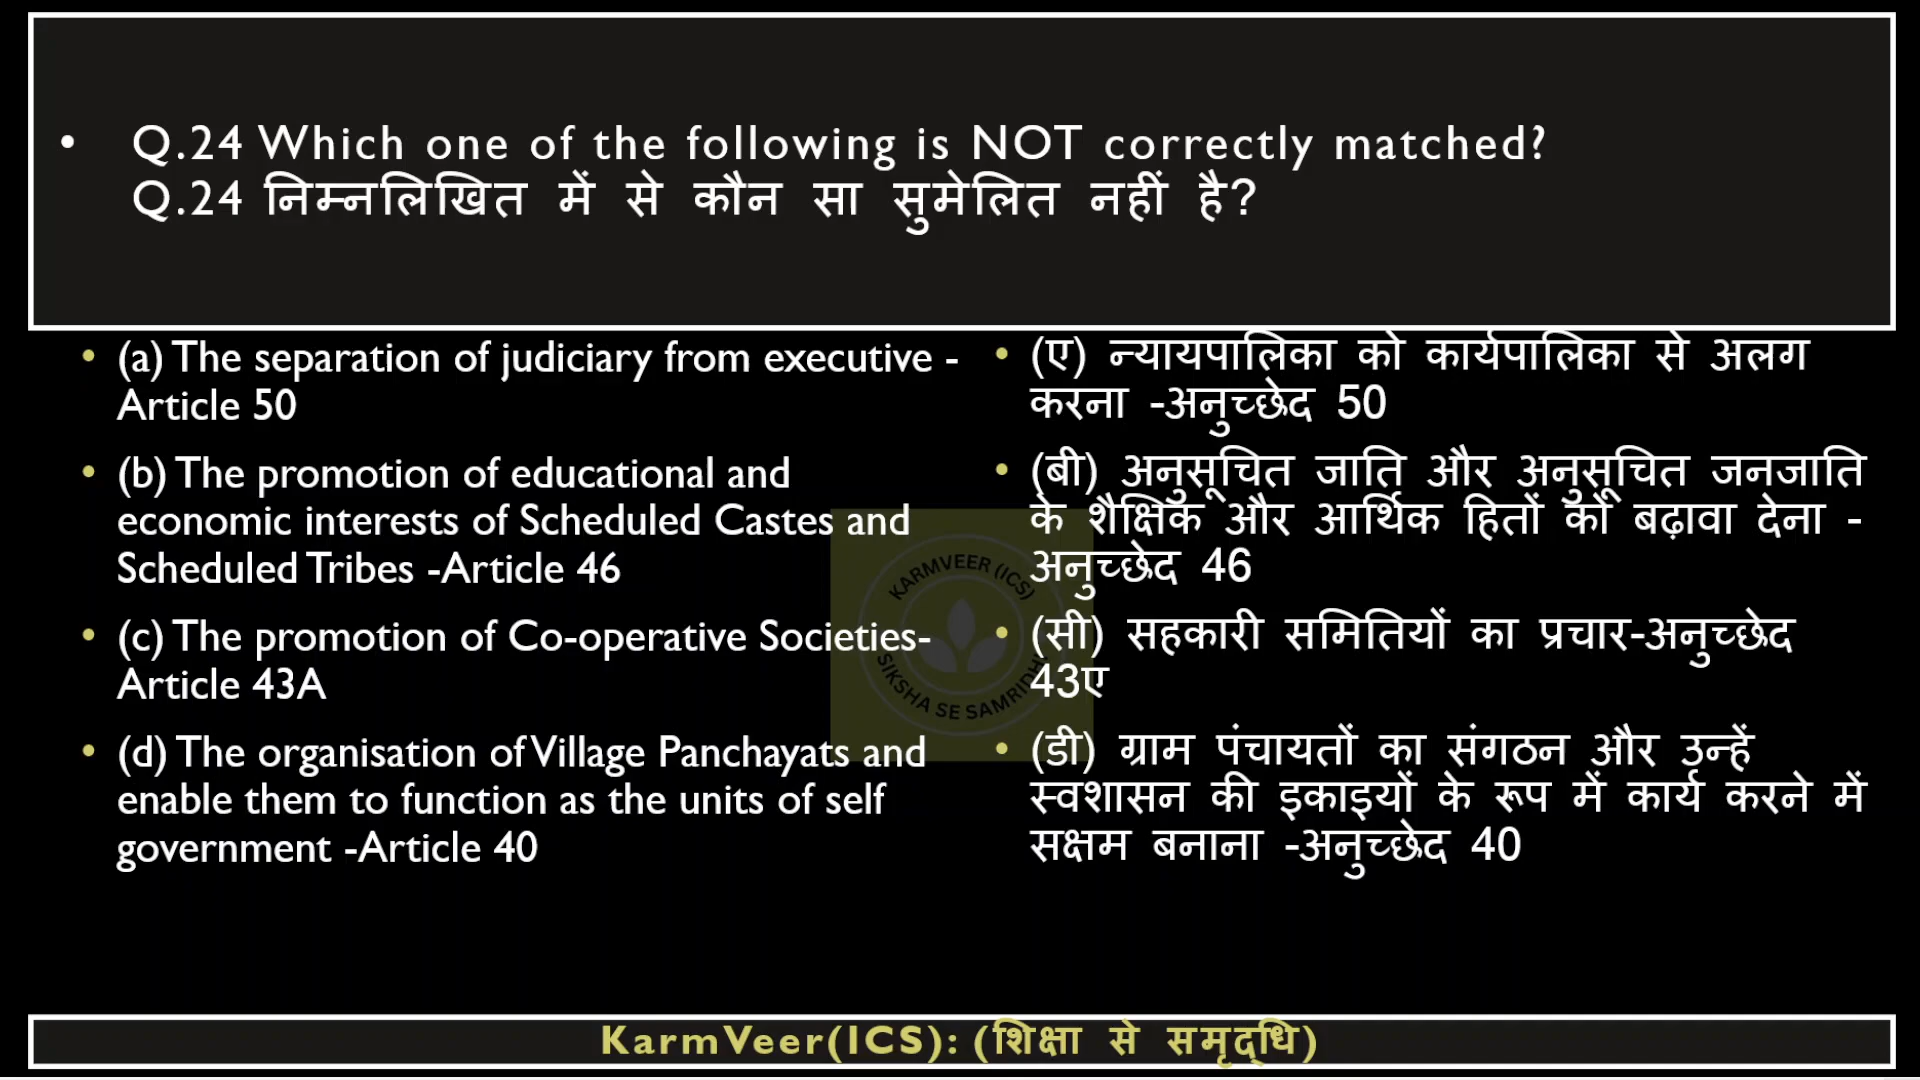 • Q.24 Which one of the following is NOT correctly matched?
Q.24 निम्नलिखित में से कौन सा सुमेलित नहीं है?
• (a) The separation of judiciary from executive -
Article 50
• (b) The promotion of educational and
economic interests of Scheduled Castes and
Scheduled Tribes -Article 46
• (c) The promotion of Co-operative Societies-
Article 43A
• (d) The organisation of Village Panchayats and
enable them to function as the units of self
government -Article 40
• (ए) न्यायपालिका को कार्यपालिका से अलग
करना -अनुच्छेद 50
• (बी) अनुसूचित जाति और अनुसूचित जनजाति
के शैक्षिक और आर्थिक हितों को बढ़ावा देना -
अनुच्छेद 46
• (सी) सहकारी समितियों का प्रचार-अनुच्छेद
43ए
• (डी) ग्राम पंचायतों का संगठन और उन्हें
स्वशासन की इकाइयों के रूप में कार्य करने में
सक्षम बनाना -अनुच्छेद 40
KARMVEER (ICS)
SIKSHA SE SAMRIDHI
KarmVeer(ICS): (शिक्षा से समृद्धि)